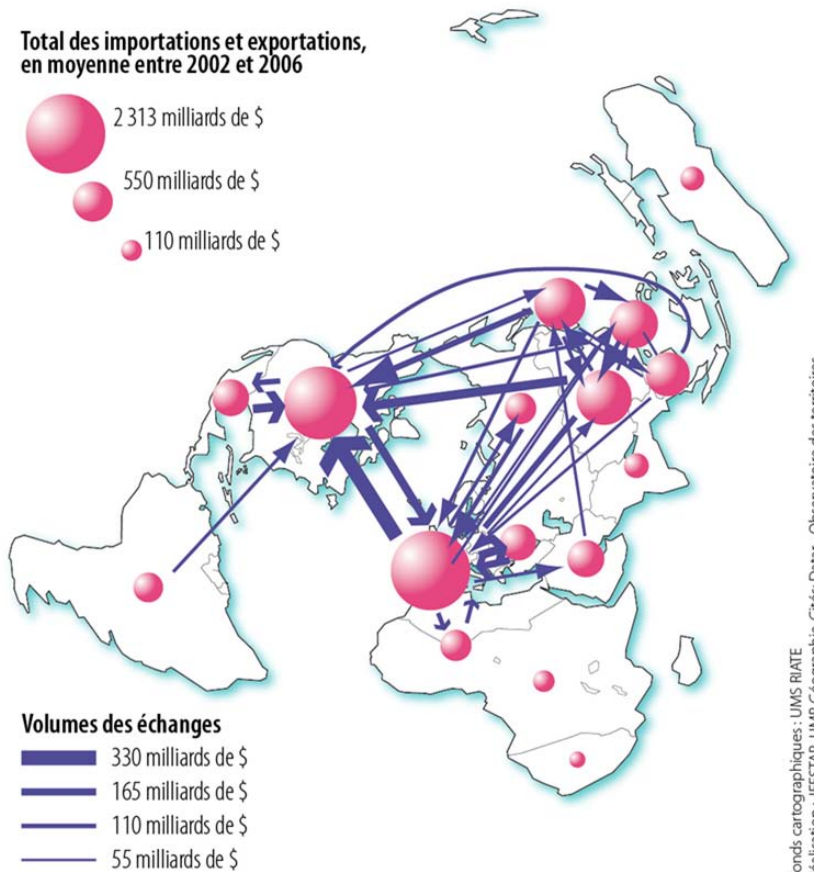 Total des importations et exportations,
en moyenne entre 2002 et 2006
2 313 milliards de $
550 milliards de $
110 milliards de $
Volumes des échanges
330 milliards de $
165 milliards de $
110 milliards de $
55 milliards de $
onds cartographiques : UMS RIATE